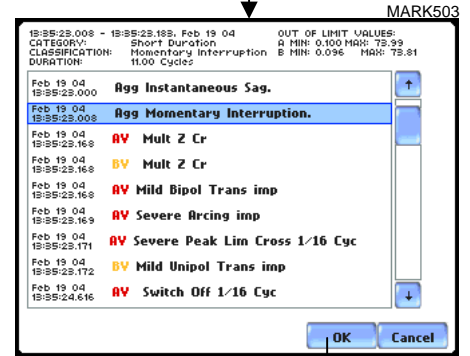 MARK503
13:35:23.008 - 13:35:23.183, Feb 19 04 OUT OF LIMIT VALUES:
CATEGORY: Short Duration A MIN: 0.100 MAX: 73.99
CLASSIFICATION: Momentary Interruption B MIN: 0.096 MAX: 73.81
DURATION: 11.00 Cycles
Feb 19 04
13:35:23.000 Agg Instantaneous Sag.
Feb 19 04
13:35:23.008 Agg Momentary Interruption.
Feb 19 04
13:35:23.168 AV Mult Z Cr
Feb 19 04
13:35:23.168 BV Mult Z Cr
Feb 19 04
13:35:23.168 AV Mild Bipol Trans imp
Feb 19 04
13:35:23.169 AV Severe Arcing imp
Feb 19 04
13:35:23.171 AV Severe Peak Lim Cross 1/16 Cyc
Feb 19 04
13:35:23.172 BV Mild Unipol Trans imp
Feb 19 04
13:35:24.616 AV Switch Off 1/16 Cyc
OK Cancel